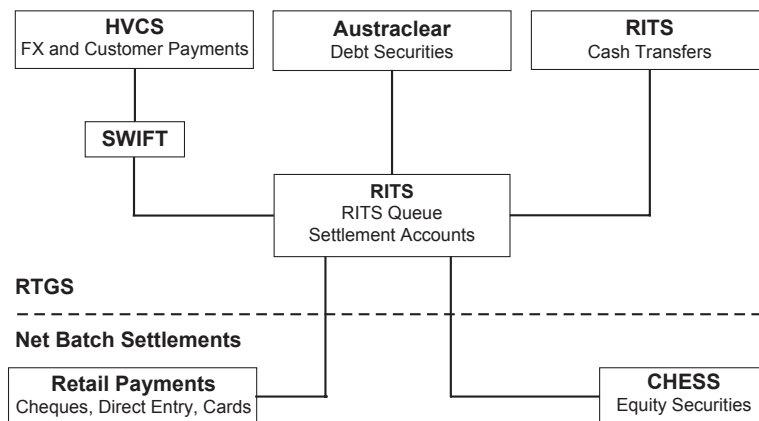 HVCS
FX and Customer Payments
Austraclear
Debt Securities
RITS
Cash Transfers
SWIFT
RITS
RITS Queue
Settlement Accounts
RTGS
Net Batch Settlements
Retail Payments
Cheques, Direct Entry, Cards
CHESS
Equity Securities